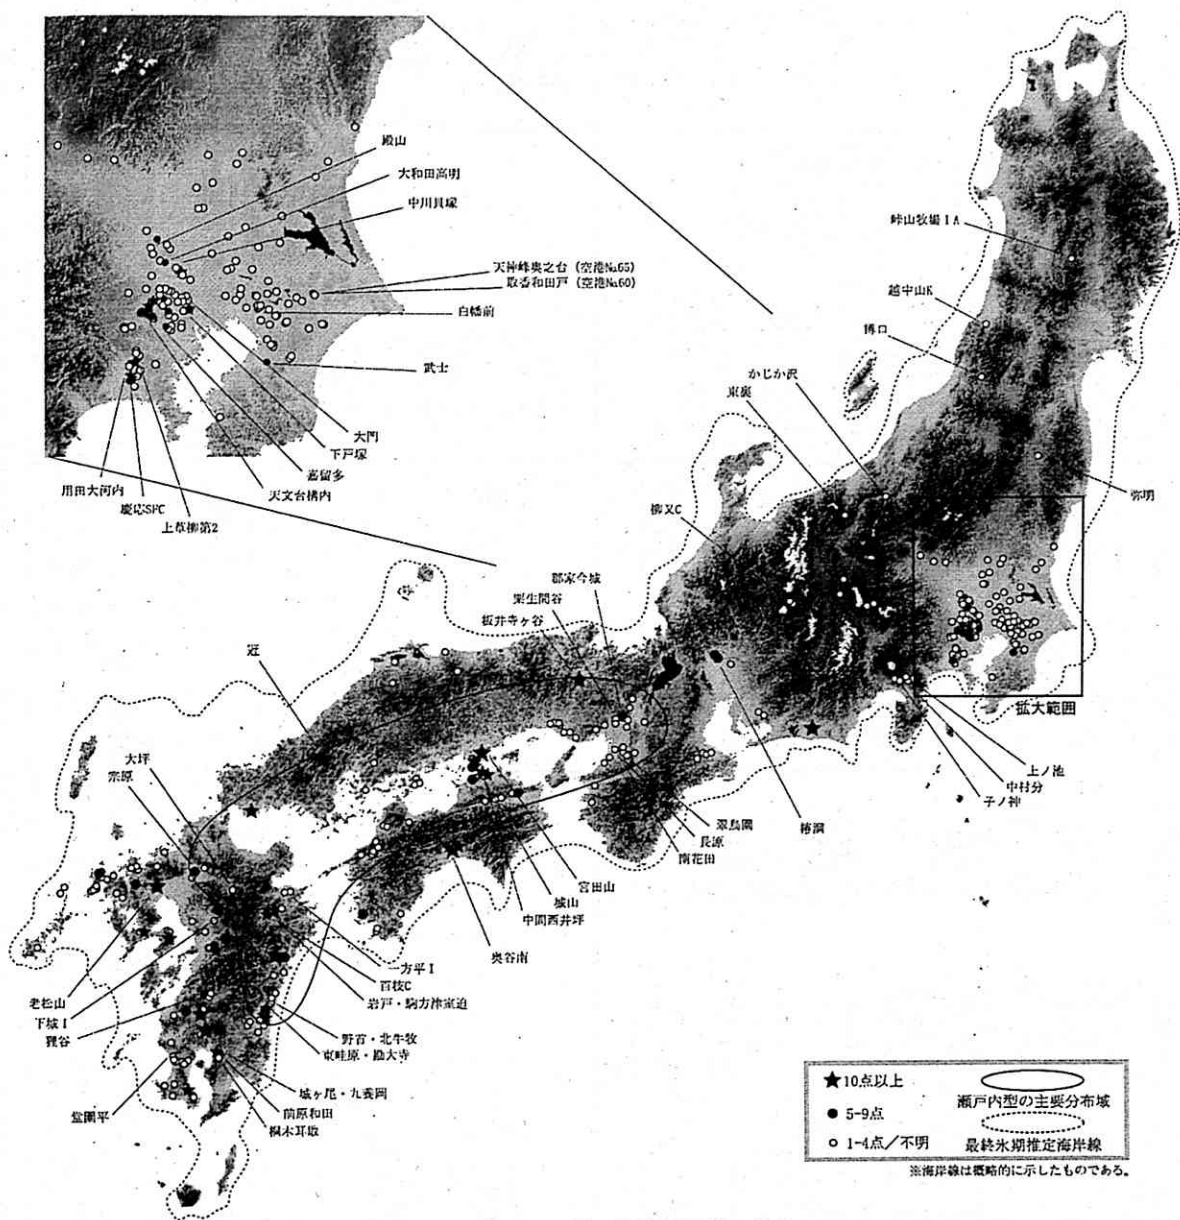 殿山
大和田高明
中川貝塚
天神峰奥之台（空港№65）
取香和田戸（空港№60）
白幡前
武士
大門
下戸塚
嘉留多
天文台構内
上草柳第2
慶応SFC
用田大河内
峠山牧場ⅠA
越中山K
樽口
かじか沢
東裏
弥明
柳又C
郡家今城
粟生間谷
板井寺ヶ谷
近
拡大範囲
上ノ池
中村分
子ノ神
椿洞
翠鳥園
長原
南花田
宮田山
城山
中間西井坪
奥谷南
大坪
宗原
一方平Ⅰ
百枝C
岩戸・駒方津室迫
老松山
下城Ⅰ
狸谷
野首・北牛牧
東畦原・勘大寺
城ヶ尾・九養岡
前原和田
桐木耳取
堂園平
★10点以上
● 5-9点
○ 1-4点／不明
瀬戸内型の主要分布域
最終氷期推定海岸線
※海岸線は概略的に示したものである。